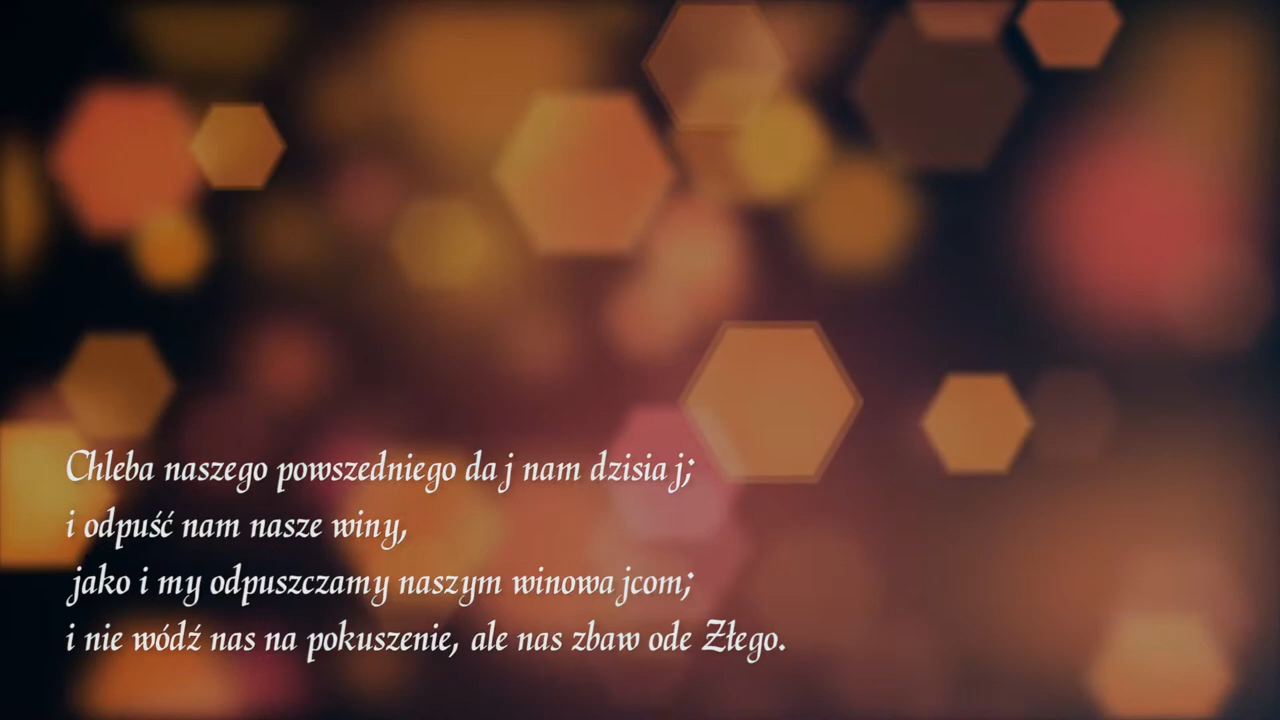 Chleba naszego powszedniego daj nam dzisiaj;
i odpuść nam nasze winy,
jako i my odpuszczamy naszym winowajcom;
i nie wódź nas na pokuszenie, ale nas zbaw ode Złego.